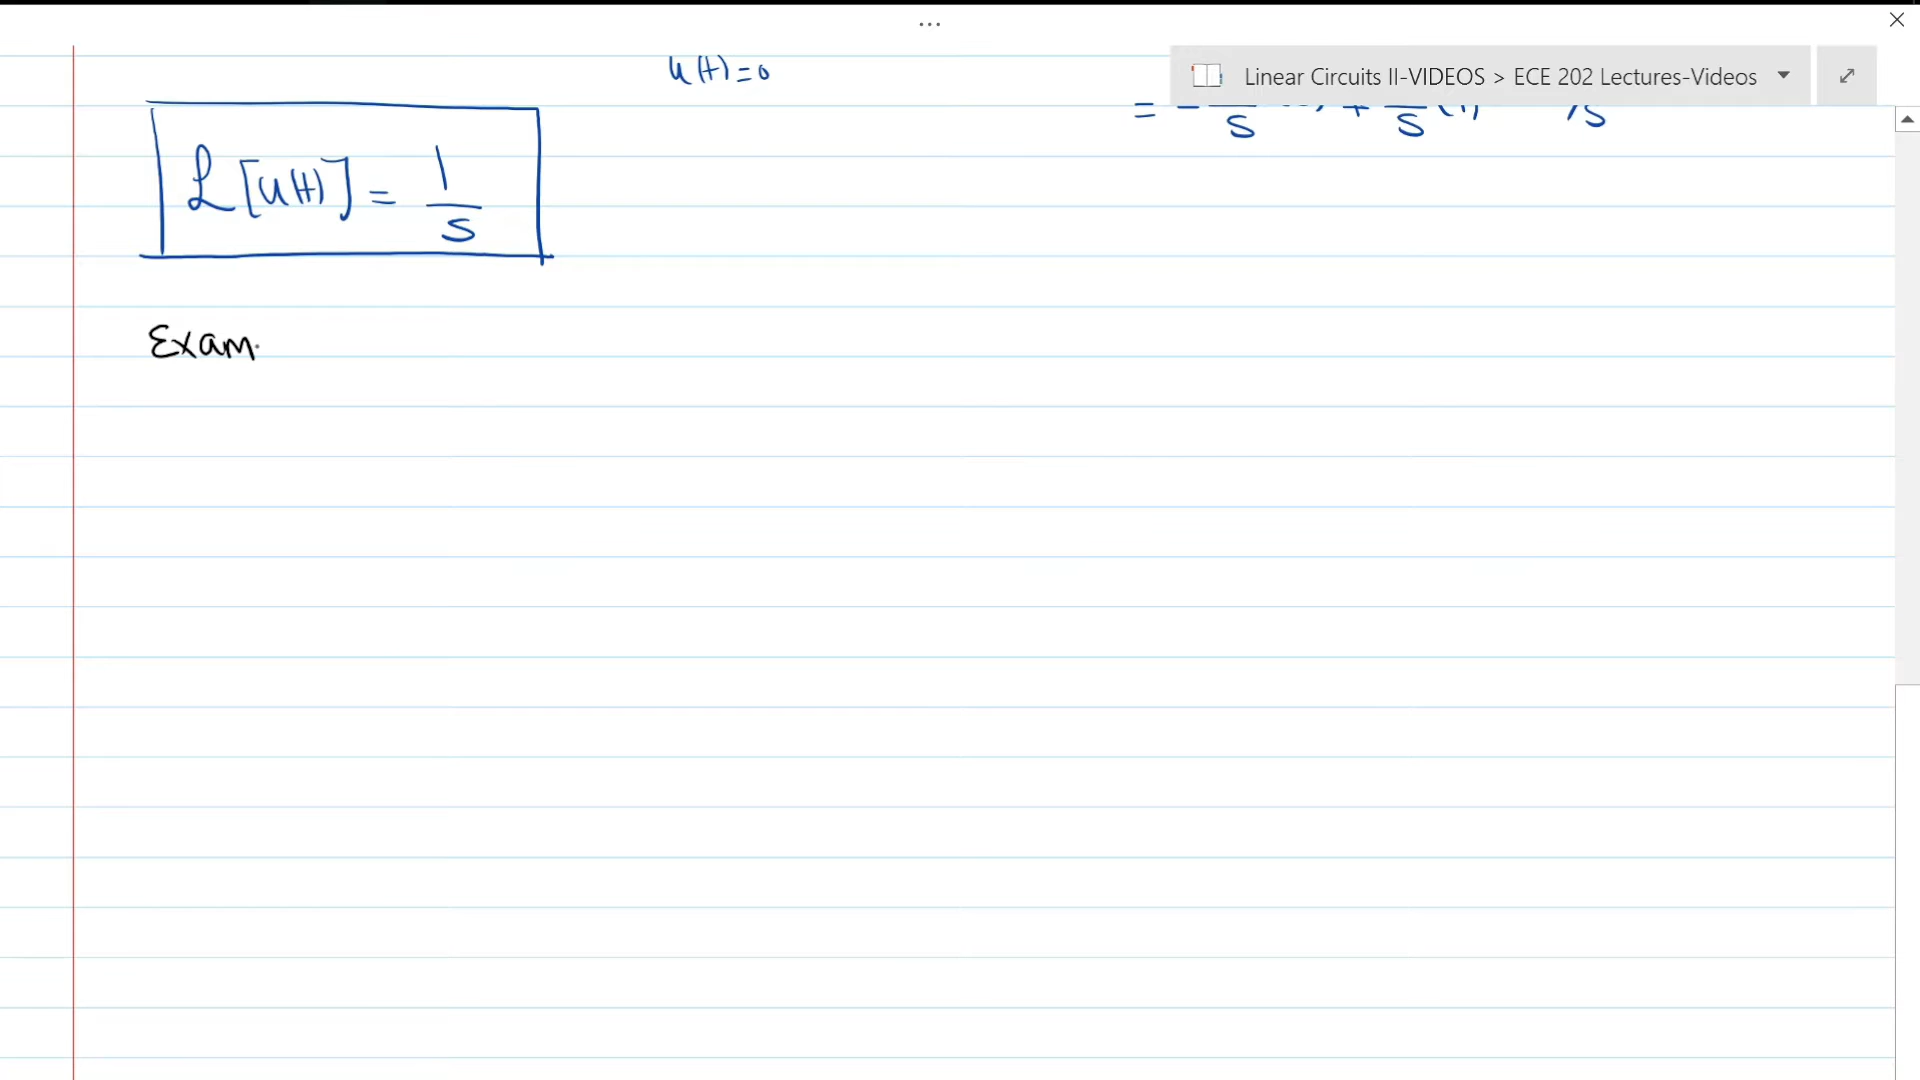 ...
u(t)=0
Linear Circuits II-VIDEOS > ECE 202 Lectures-Videos
ℒ[u(t)] = 1/s
Exam